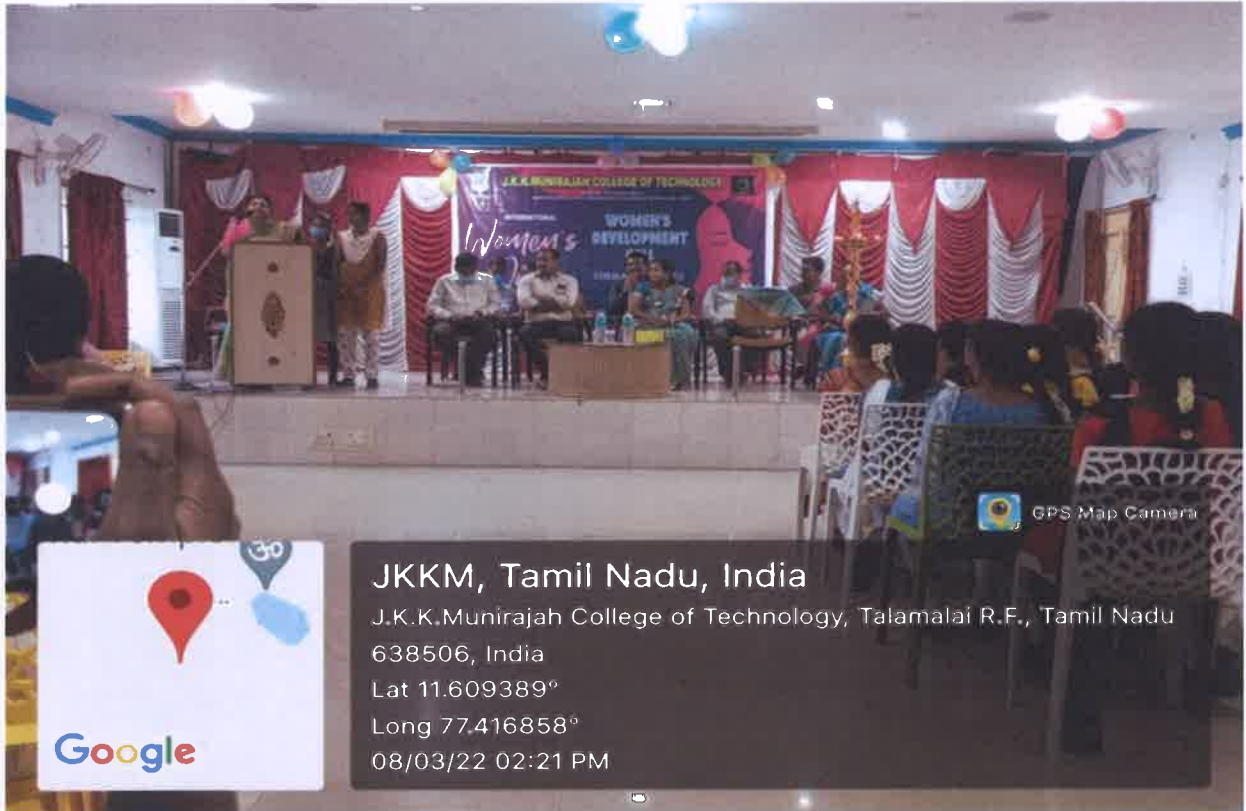 J.K.K.MUNIRAJAH COLLEGE OF TECHNOLOGY
INTERNATIONAL
Women's
WOMEN'S
DEVELOPMENT
GPS Map Camera
JKKM, Tamil Nadu, India
J.K.K.Munirajah College of Technology, Talamalai R.F., Tamil Nadu
638506, India
Lat 11.609389°
Long 77.416858°
08/03/22 02:21 PM
Google